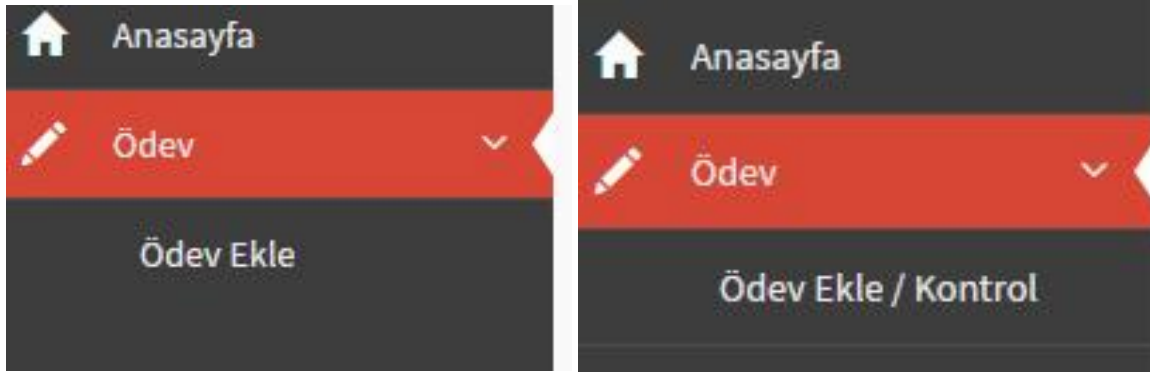 Anasayfa
Ödev
Ödev Ekle
Anasayfa
Ödev
Ödev Ekle / Kontrol